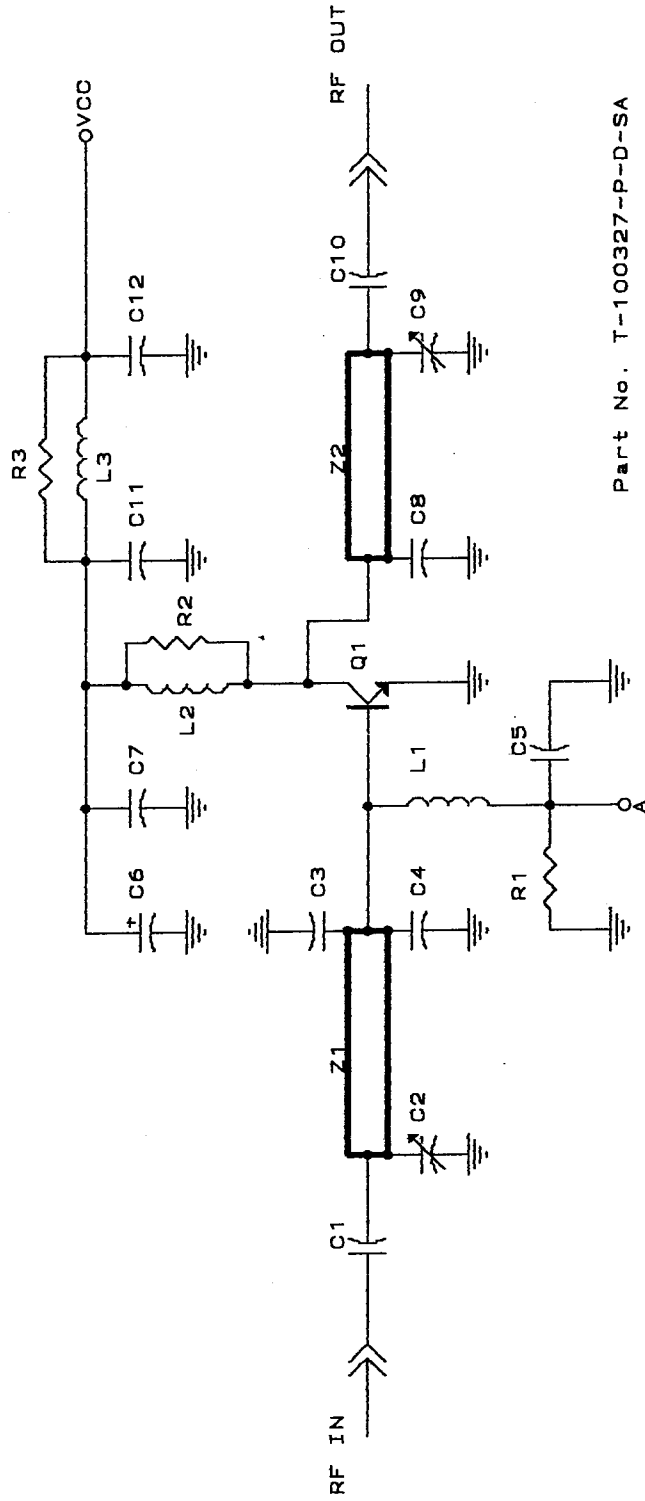 R3
VCC
L3
C11
C12
C6
C7
L2
R2
RF IN
C1
Z1
C2
C3
C4
Q1
L1
R1
C5
A
Z2
C8
C9
C10
RF OUT
Part No. T-100327-P-D-SA